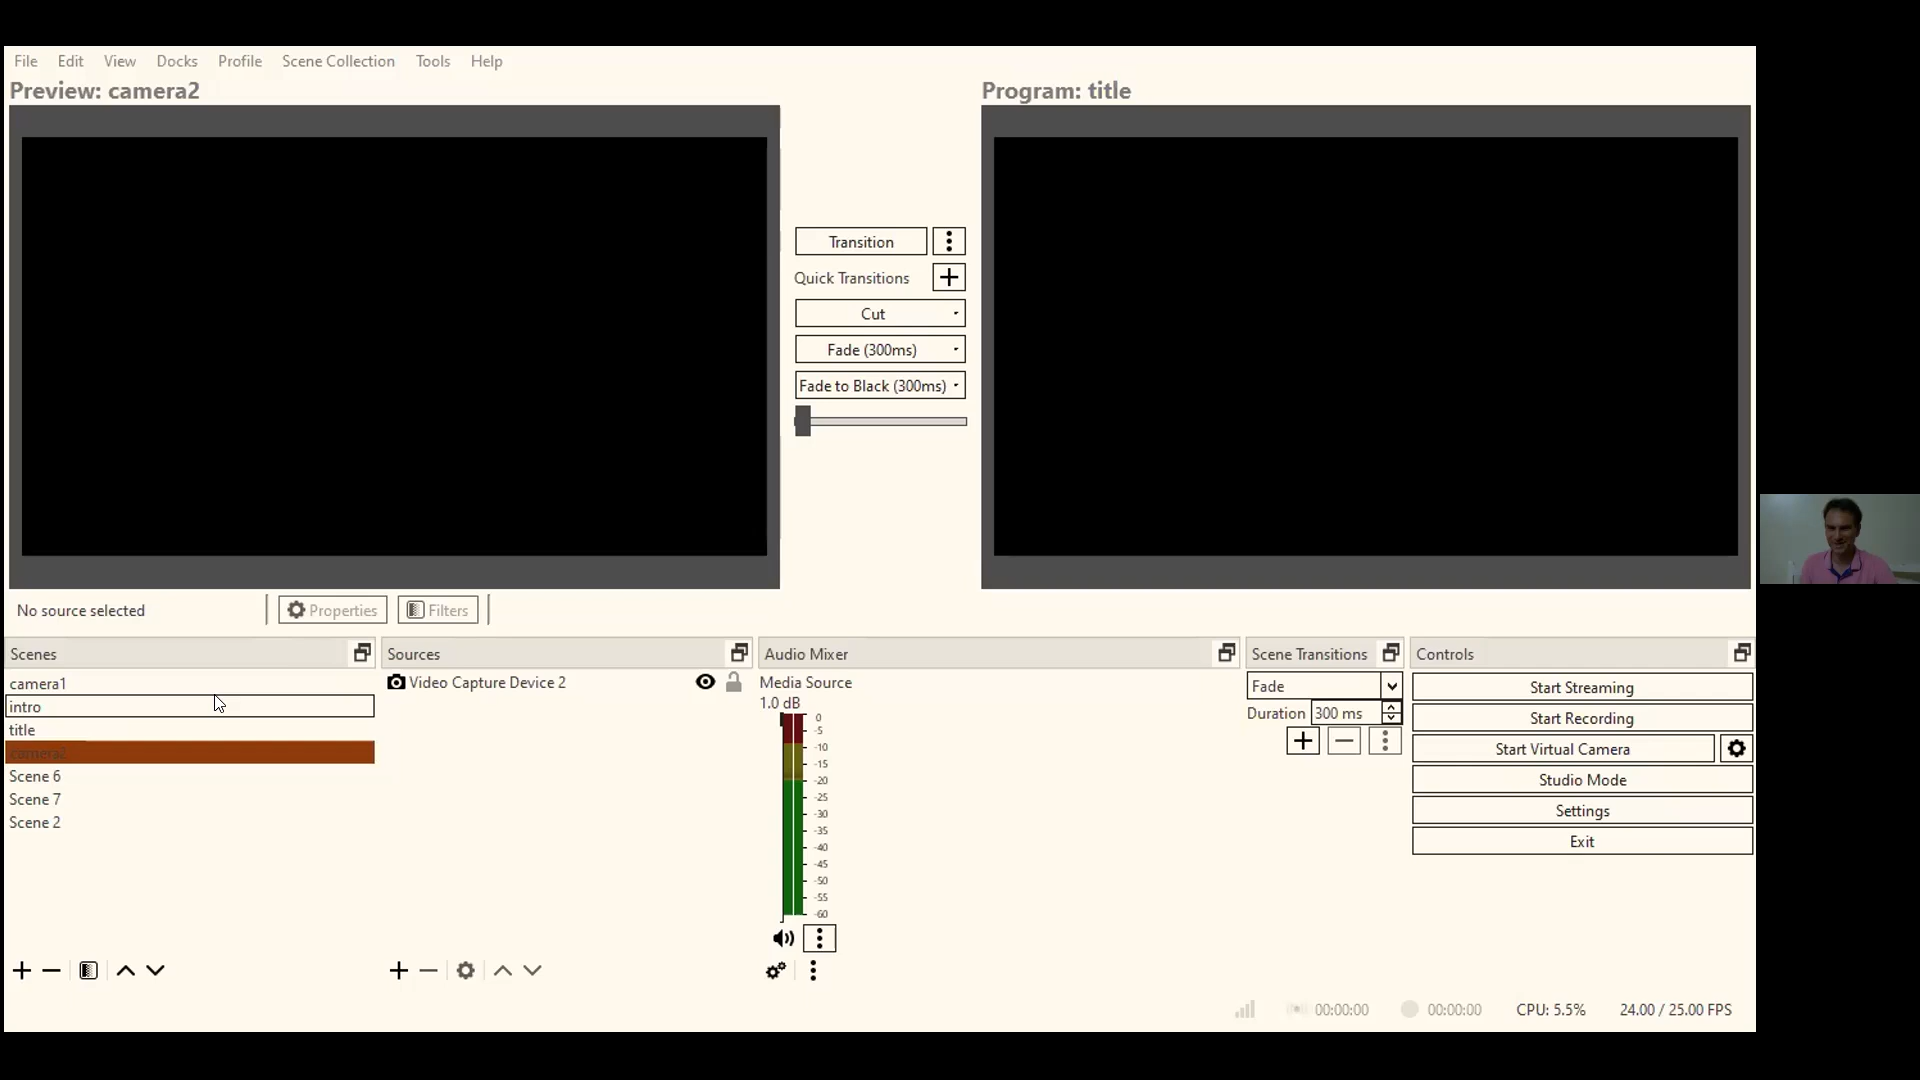 File Edit View Docks Profile Scene Collection Tools Help
Preview: camera2
Program: title
Transition
Quick Transitions
Cut
Fade (300ms)
Fade to Black (300ms)
No source selected
Properties
Filters
Scenes
camera1
intro
title
camera2
Scene 6
Scene 7
Scene 2
Sources
Video Capture Device 2
Audio Mixer
Media Source
1.0 dB
0
-5
-10
-15
-20
-25
-30
-35
-40
-45
-50
-55
-60
Scene Transitions
Fade
Duration 300 ms
Controls
Start Streaming
Start Recording
Start Virtual Camera
Studio Mode
Settings
Exit
00:00:00 00:00:00 CPU: 5.5% 24.00 / 25.00 FPS